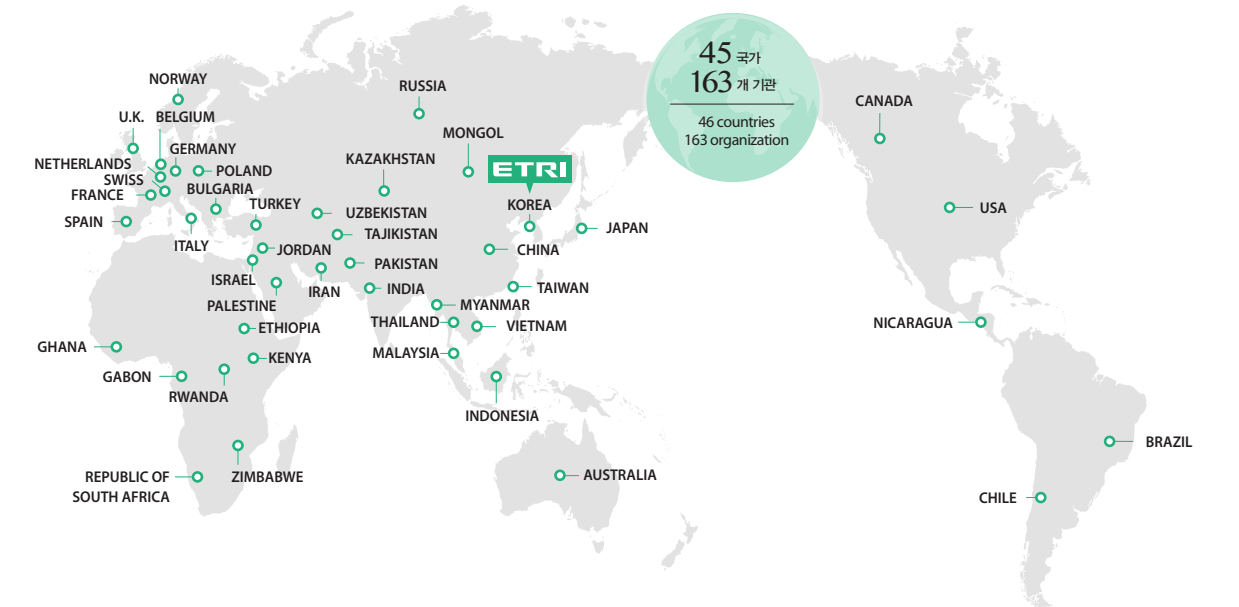 45 국가
163 개 기관
46 countries
163 organization
NORWAY
RUSSIA
CANADA
U.K.
BELGIUM
MONGOL
GERMANY
KAZAKHSTAN
NETHERLANDS
ETRI
POLAND
SWISS
BULGARIA
FRANCE
TURKEY
KOREA
UZBEKISTAN
USA
SPAIN
TAJIKISTAN
JAPAN
ITALY
JORDAN
CHINA
PAKISTAN
ISRAEL
IRAN
INDIA
TAIWAN
PALESTINE
MYANMAR
THAILAND
VIETNAM
NICARAGUA
ETHIOPIA
GHANA
KENYA
MALAYSIA
GABON
RWANDA
INDONESIA
BRAZIL
REPUBLIC OF
SOUTH AFRICA
ZIMBABWE
AUSTRALIA
CHILE